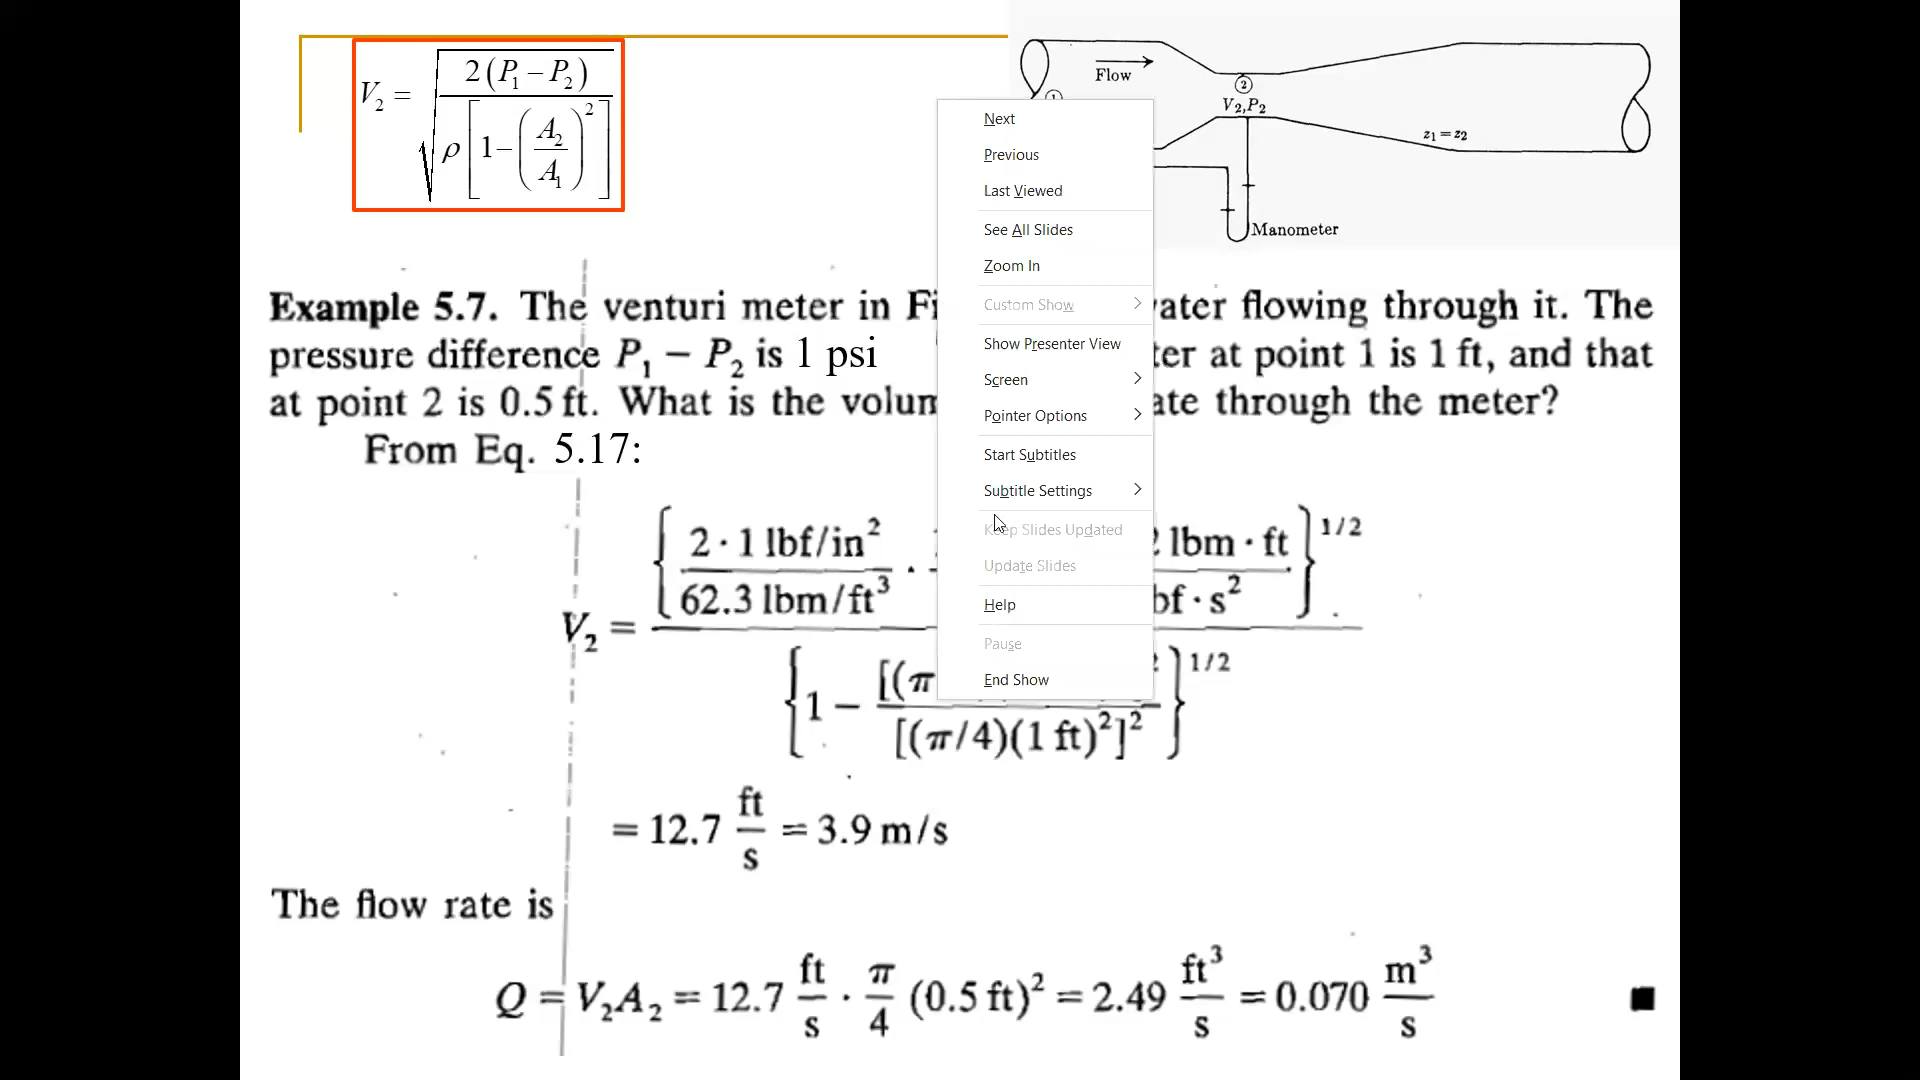 V₂ = √(2(P₁ − P₂) / ρ[1 − (A₂/A₁)²])
Flow
①
②
V₂,P₂
z₁ = z₂
Manometer
Next
Previous
Last Viewed
See All Slides
Zoom In
Custom Show
Show Presenter View
Screen
Pointer Options
Start Subtitles
Subtitle Settings
Keep Slides Updated
Update Slides
Help
Pause
End Show
Example 5.7. The venturi meter in flowing through it. The
pressure difference P₁ − P₂ is 1 psi at point 1 is 1 ft, and that
at point 2 is 0.5 ft. What is the through the meter?
From Eq. 5.17:
V₂ = {2 · 1 lbf/in² / 62.3 lbm/ft³ · lbm · ft / · s²}^1/2
{1 − [(π / [(π/4)(1 ft)²]²}^1/2
= 12.7 ft/s = 3.9 m/s
The flow rate is
Q = V₂A₂ = 12.7 ft/s · π/4 (0.5 ft)² = 2.49 ft³/s = 0.070 m³/s